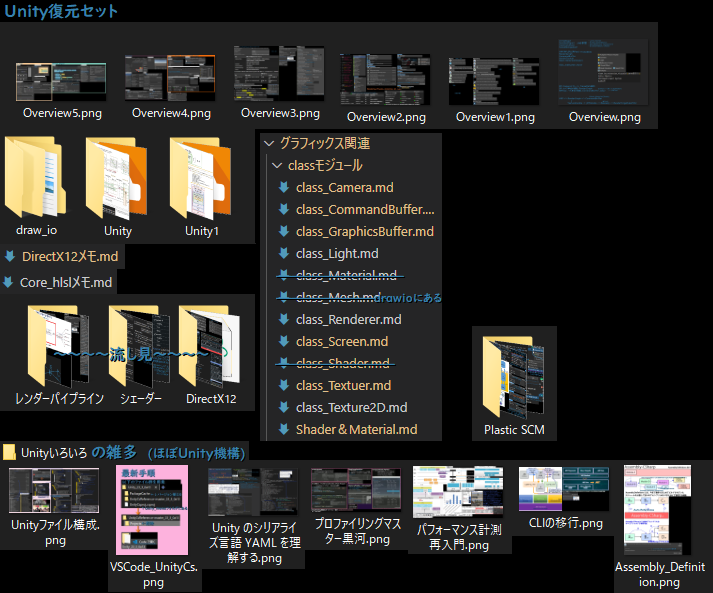 Unity復元セット
Overview5.png
Overview4.png
Overview3.png
Overview2.png
Overview1.png
Overview.png
draw_io
Unity
Unity1
DirectX12メモ.md
Core_hlslメモ.md
グラフィックス関連
classモジュール
class_Camera.md
class_CommandBuffer....
class_GraphicsBuffer.md
class_Light.md
class_Material.md
class_Mesh.md drawioにある
class_Renderer.md
class_Screen.md
class_Shader.md
class_Textuer.md
class_Texture2D.md
Shader＆Material.md
～～～～流し見～～～～
レンダーパイプライン
シェーダー
DirectX12
Plastic SCM
Unityいろいろ の雑多 (ほぼUnity機構)
Unityファイル構成.
png
最新手順
VSCode_UnityCs.
png
Unity のシリアライ
ズ言語 YAML を理
解する.png
プロファイリングマス
ター黒河.png
パフォーマンス計測
再入門.png
CLIの移行.png
Assembly_Definit
ion.png